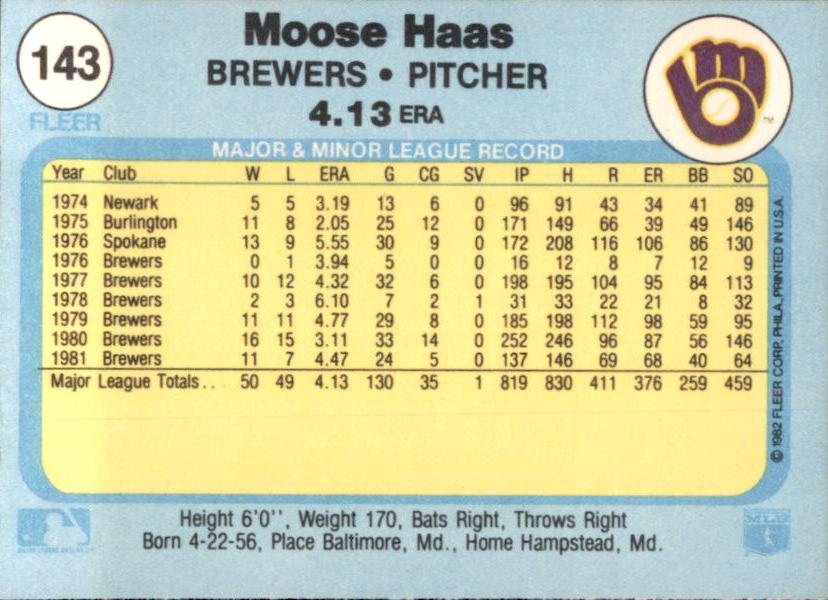 143
FLEER
Moose Haas
BREWERS • PITCHER
4.13 ERA
TM
MAJOR & MINOR LEAGUE RECORD
Year Club W L ERA G CG SV IP H R ER BB SO
1974 Newark 5 5 3.19 13 6 0 96 91 43 34 41 89
1975 Burlington 11 8 2.05 25 12 0 171 149 66 39 49 146
1976 Spokane 13 9 5.55 30 9 0 172 208 116 106 86 130
1976 Brewers 0 1 3.94 5 0 0 16 12 8 7 12 9
1977 Brewers 10 12 4.32 32 6 0 198 195 104 95 84 113
1978 Brewers 2 3 6.10 7 2 1 31 33 22 21 8 32
1979 Brewers 11 11 4.77 29 8 0 185 198 112 98 59 95
1980 Brewers 16 15 3.11 33 14 0 252 246 96 87 56 146
1981 Brewers 11 7 4.47 24 5 0 137 146 69 68 40 64
Major League Totals . . 50 49 4.13 130 35 1 819 830 411 376 259 459
© 1982 FLEER CORP., PHILA., PRINTED IN U.S.A.
Height 6'0'', Weight 170, Bats Right, Throws Right
Born 4-22-56, Place Baltimore, Md., Home Hampstead, Md.